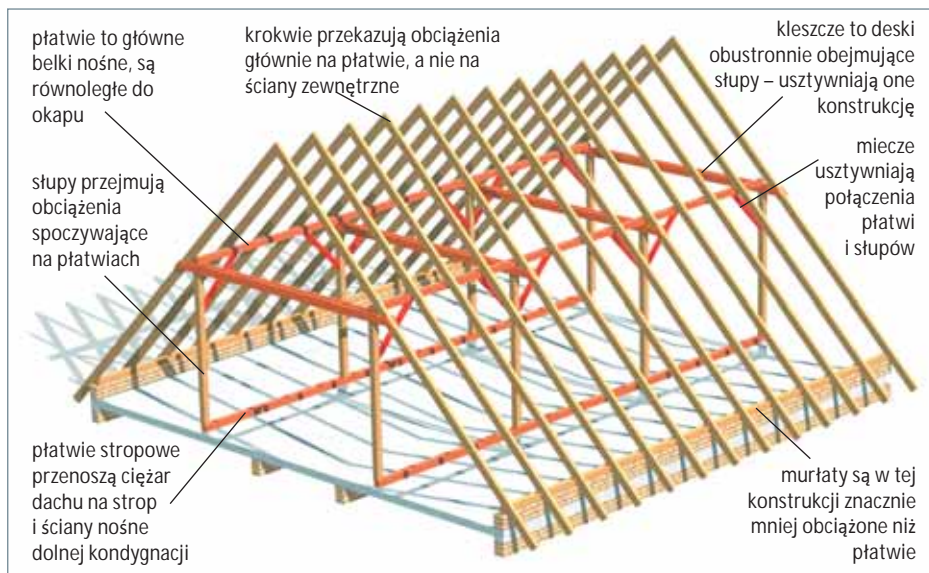 płatwie to główne
belki nośne, są
równoległe do
okapu
krokwie przekazują obciążenia
głównie na płatwie, a nie na
ściany zewnętrzne
kleszcze to deski
obustronnie obejmujące
słupy – usztywniają one
konstrukcję
miecze
usztywniają
połączenia
płatwi
i słupów
słupy przejmują
obciążenia
spoczywające
na płatwiach
płatwie stropowe
przenoszą ciężar
dachu na strop
i ściany nośne
dolnej kondygnacji
murłaty są w tej
konstrukcji znacznie
mniej obciążone niż
płatwie